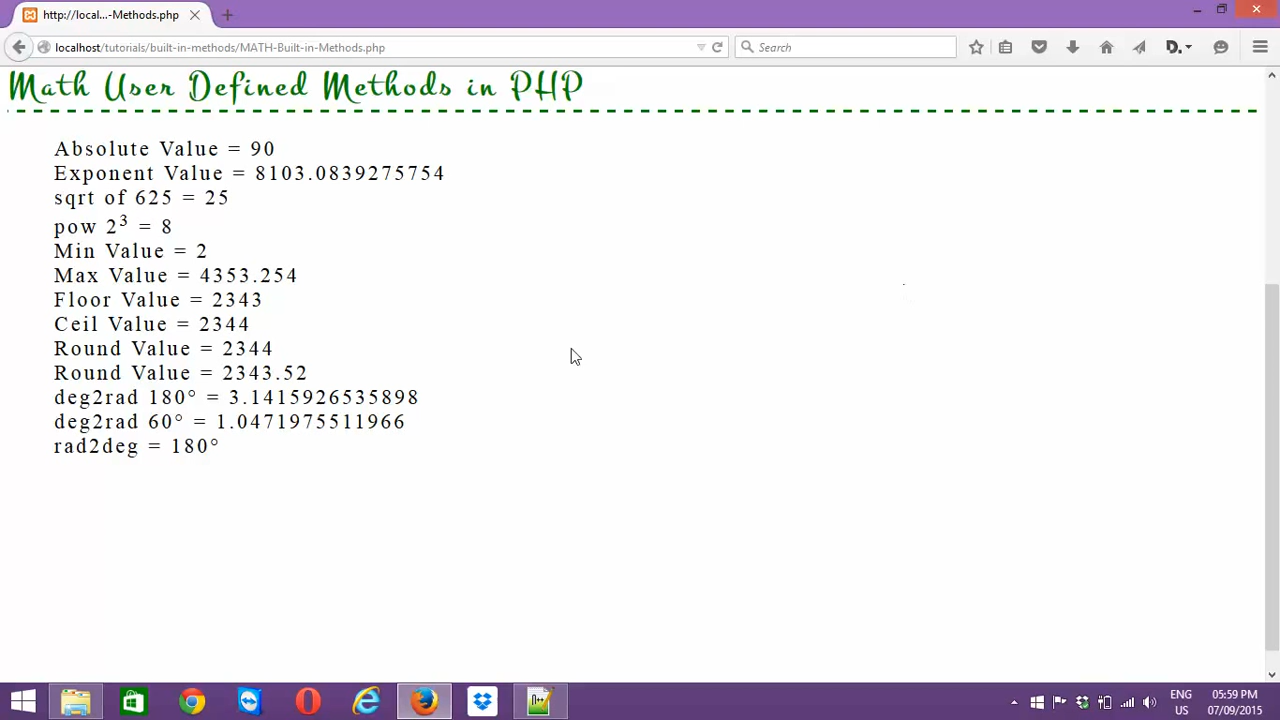 http://local...-Methods.php
localhost/tutorials/built-in-methods/MATH-Built-in-Methods.php
Search
D.
Math User Defined Methods in PHP
Absolute Value = 90
Exponent Value = 8103.0839275754
sqrt of 625 = 25
pow 2³ = 8
Min Value = 2
Max Value = 4353.254
Floor Value = 2343
Ceil Value = 2344
Round Value = 2344
Round Value = 2343.52
deg2rad 180° = 3.1415926535898
deg2rad 60° = 1.0471975511966
rad2deg = 180°
ENG
US
05:59 PM
07/09/2015